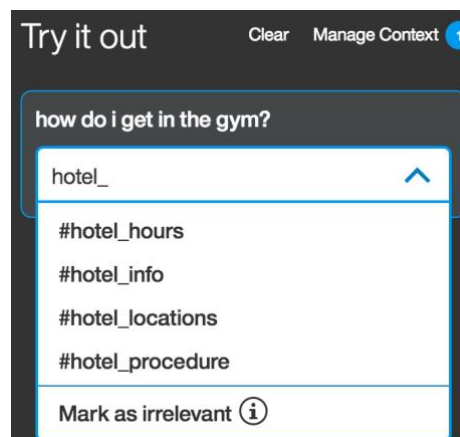 Try it out Clear Manage Context
how do i get in the gym?
hotel_
#hotel_hours
#hotel_info
#hotel_locations
#hotel_procedure
Mark as irrelevant